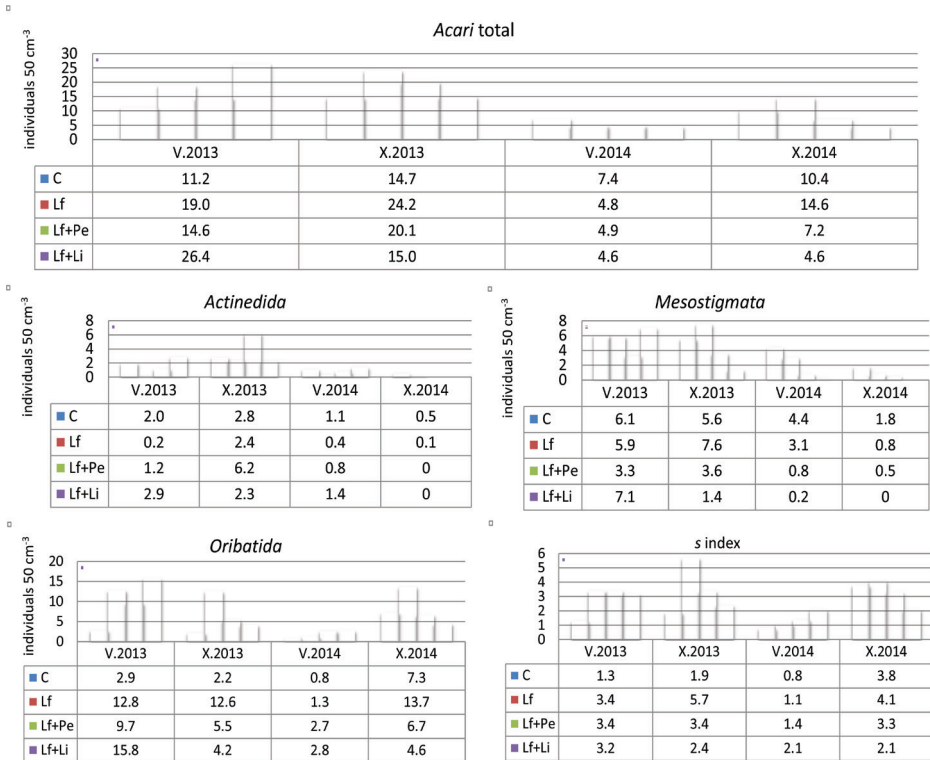 Acari total
individuals 50 cm-3
30
25
20
15
10
5
0
V.2013 X.2013 V.2014 X.2014
C 11.2 14.7 7.4 10.4
Lf 19.0 24.2 4.8 14.6
Lf+Pe 14.6 20.1 4.9 7.2
Lf+Li 26.4 15.0 4.6 4.6
Actinedida
individuals 50 cm-3
8
6
4
2
0
V.2013 X.2013 V.2014 X.2014
C 2.0 2.8 1.1 0.5
Lf 0.2 2.4 0.4 0.1
Lf+Pe 1.2 6.2 0.8 0
Lf+Li 2.9 2.3 1.4 0
Mesostigmata
individuals 50 cm-3
8
6
4
2
0
V.2013 X.2013 V.2014 X.2014
C 6.1 5.6 4.4 1.8
Lf 5.9 7.6 3.1 0.8
Lf+Pe 3.3 3.6 0.8 0.5
Lf+Li 7.1 1.4 0.2 0
Oribatida
individuals 50 cm-3
20
15
10
5
0
V.2013 X.2013 V.2014 X.2014
C 2.9 2.2 0.8 7.3
Lf 12.8 12.6 1.3 13.7
Lf+Pe 9.7 5.5 2.7 6.7
Lf+Li 15.8 4.2 2.8 4.6
s index
6
5
4
3
2
1
0
V.2013 X.2013 V.2014 X.2014
C 1.3 1.9 0.8 3.8
Lf 3.4 5.7 1.1 4.1
Lf+Pe 3.4 3.4 1.4 3.3
Lf+Li 3.2 2.4 2.1 2.1